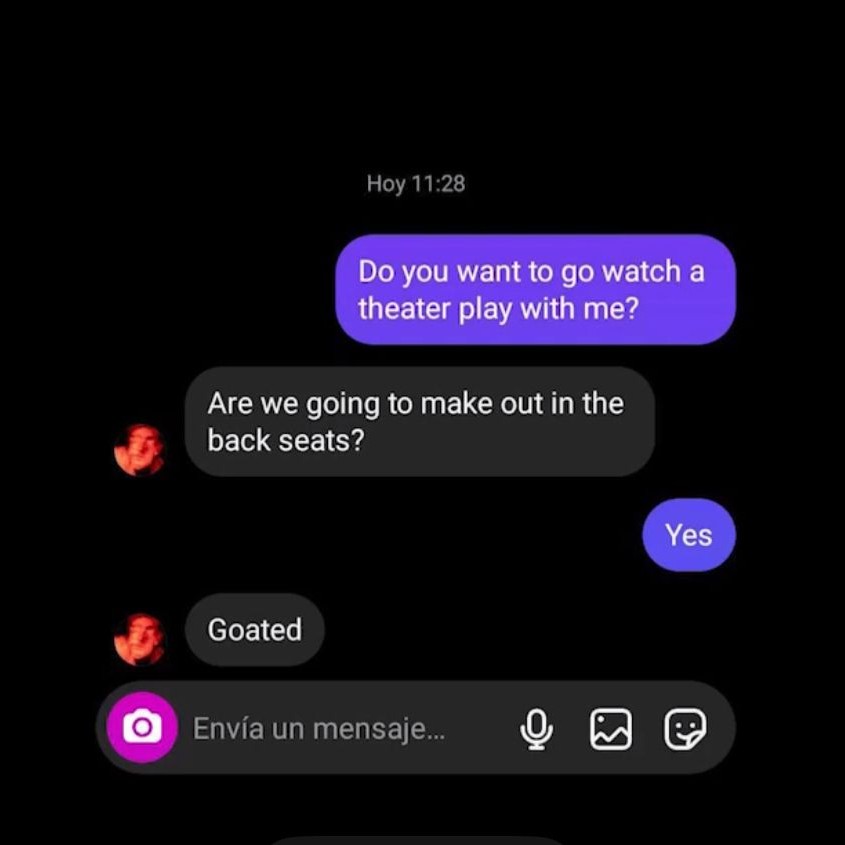 Hoy 11:28
Do you want to go watch a
theater play with me?
Are we going to make out in the
back seats?
Yes
Goated
Envía un mensaje...